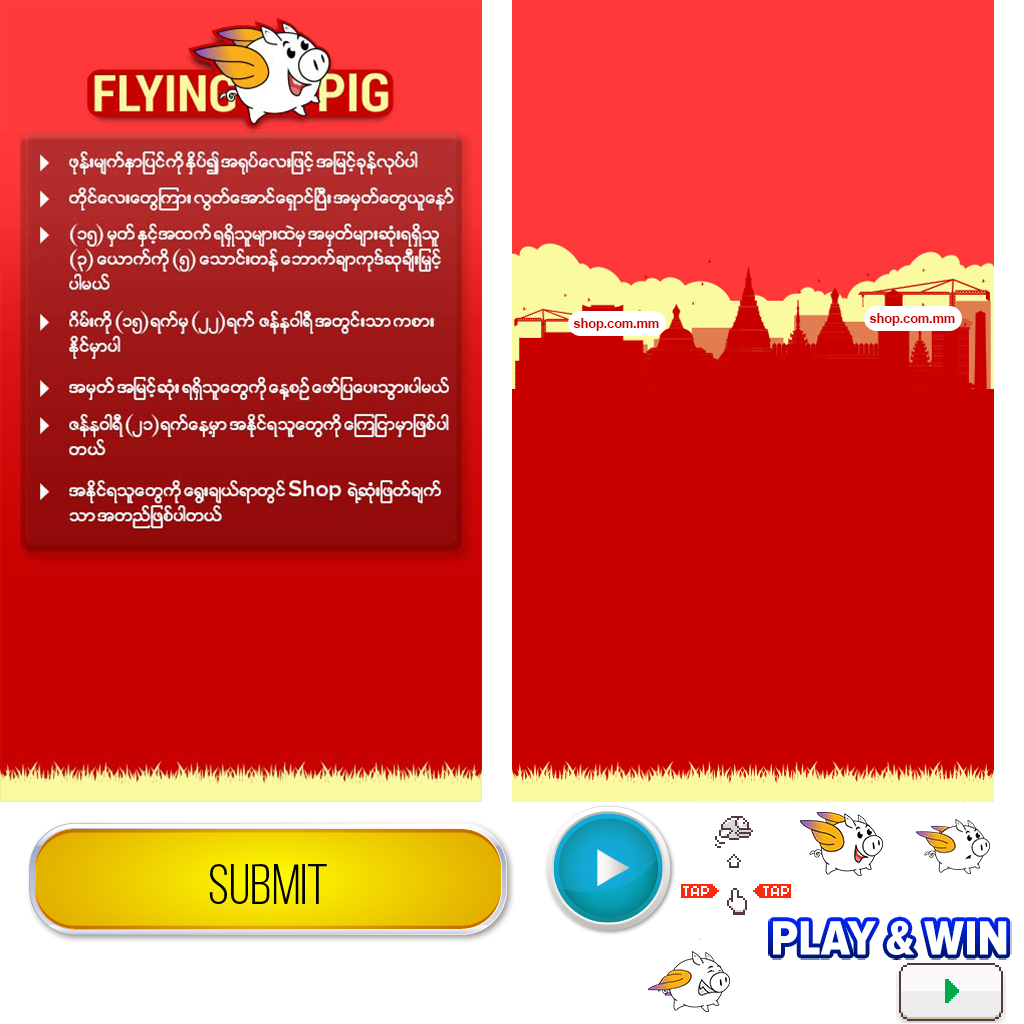 FLYING PIG
ဖုန်းမျက်နှာပြင်ကို နှိပ်၍ အရုပ်လေးဖြင့် အမြင့်ခုန်လုပ်ပါ
တိုင်လေးတွေကြား လွတ်အောင်ရှောင်ပြီး အမှတ်တွေယူနော်
(၁၅) မှတ် နှင့်အထက် ရရှိသူများထဲမှ အမှတ်များဆုံးရရှိသူ
(၃) ယောက်ကို (၅) သောင်းတန် ဘောက်ချာကုဒ်ဆုချီးမြှင့်
ပါမယ်
ဂိမ်းကို (၁၅)ရက်မှ (၂၂)ရက် ဇန်နဝါရီအတွင်းသာ ကစား
နိုင်မှာပါ
အမှတ် အမြင့်ဆုံး ရရှိသူတွေကို နေ့စဉ် ဖော်ပြပေးသွားပါမယ်
ဇန်နဝါရီ (၂၁)ရက်နေ့မှာ အနိုင်ရသူတွေကို ကြေငြာမှာဖြစ်ပါ
တယ်
အနိုင်ရသူတွေကို ရွေးချယ်ရာတွင် Shop ရဲ့ဆုံးဖြတ်ချက်
သာ အတည်ဖြစ်ပါတယ်
shop.com.mm
shop.com.mm
SUBMIT
TAP TAP
PLAY & WIN